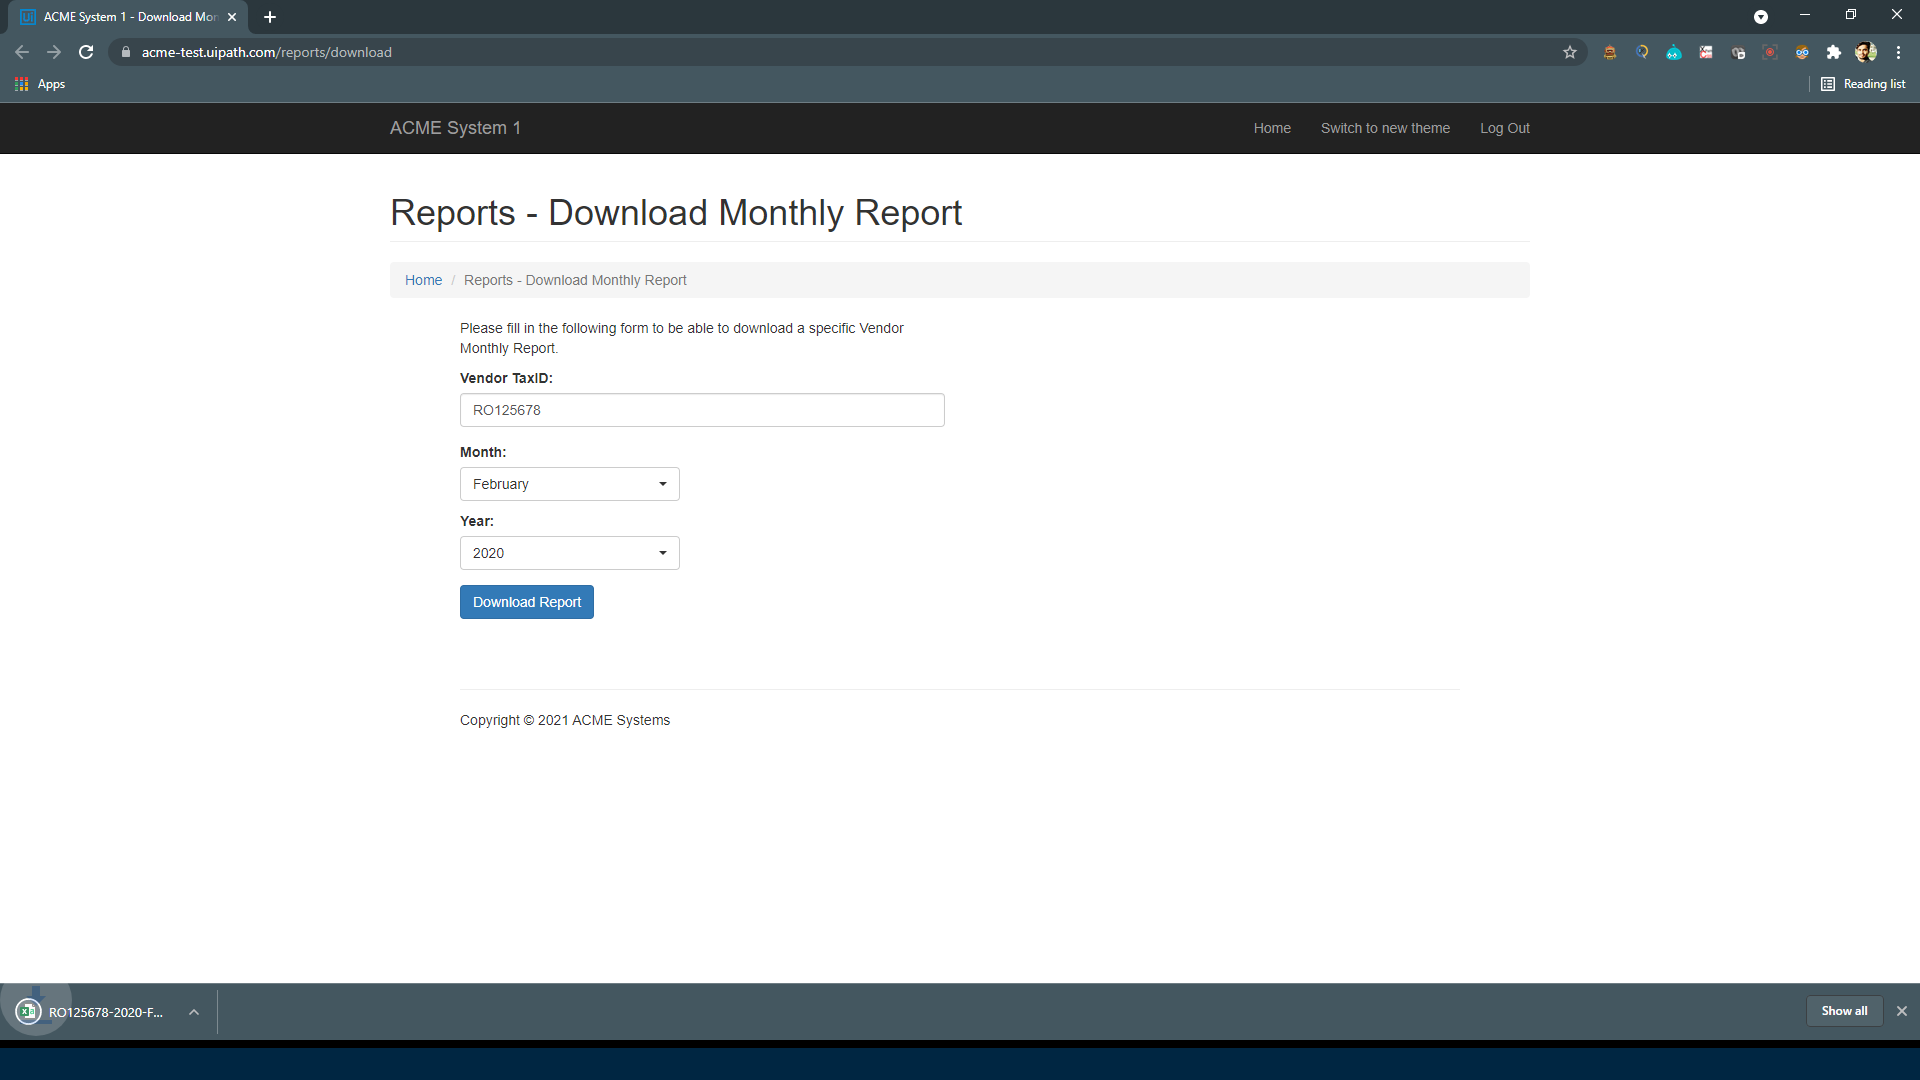 ACME System 1 - Download Mon
acme-test.uipath.com/reports/download
Apps
Reading list
ACME System 1
Home
Switch to new theme
Log Out
Reports - Download Monthly Report
Home / Reports - Download Monthly Report
Please fill in the following form to be able to download a specific Vendor
Monthly Report.
Vendor TaxID:
RO125678
Month:
February
Year:
2020
Download Report
Copyright © 2021 ACME Systems
RO125678-2020-F...
Show all